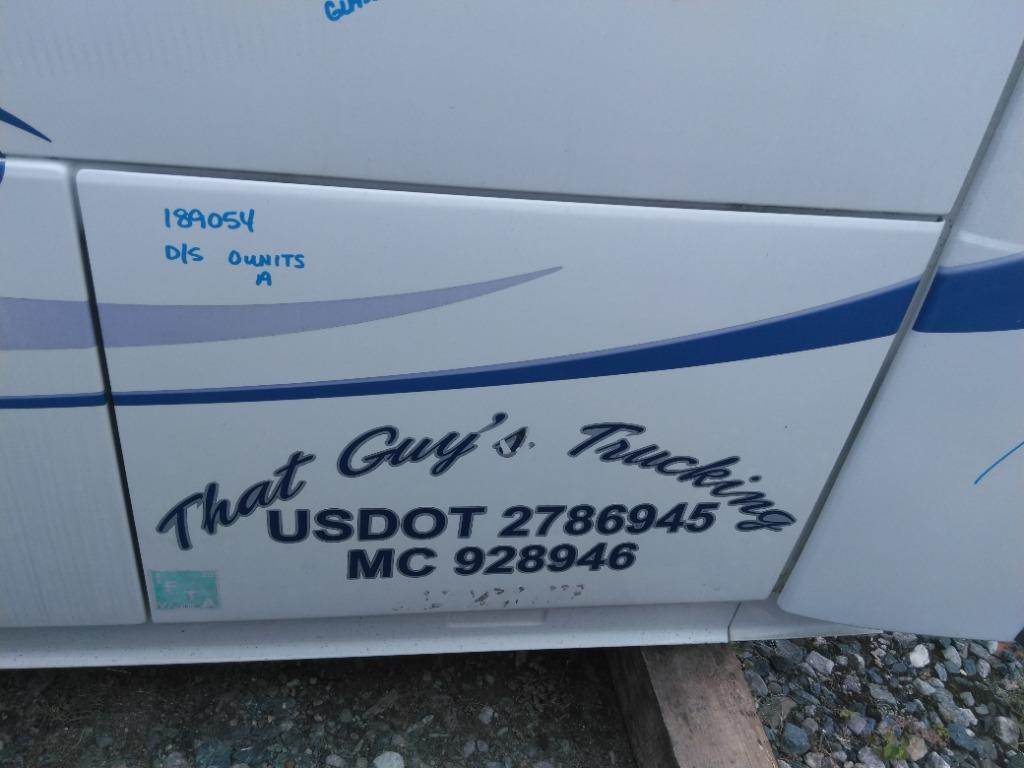 189054
D/S OUNITS
A
That Guy's Trucking
USDOT 2786945
MC 928946